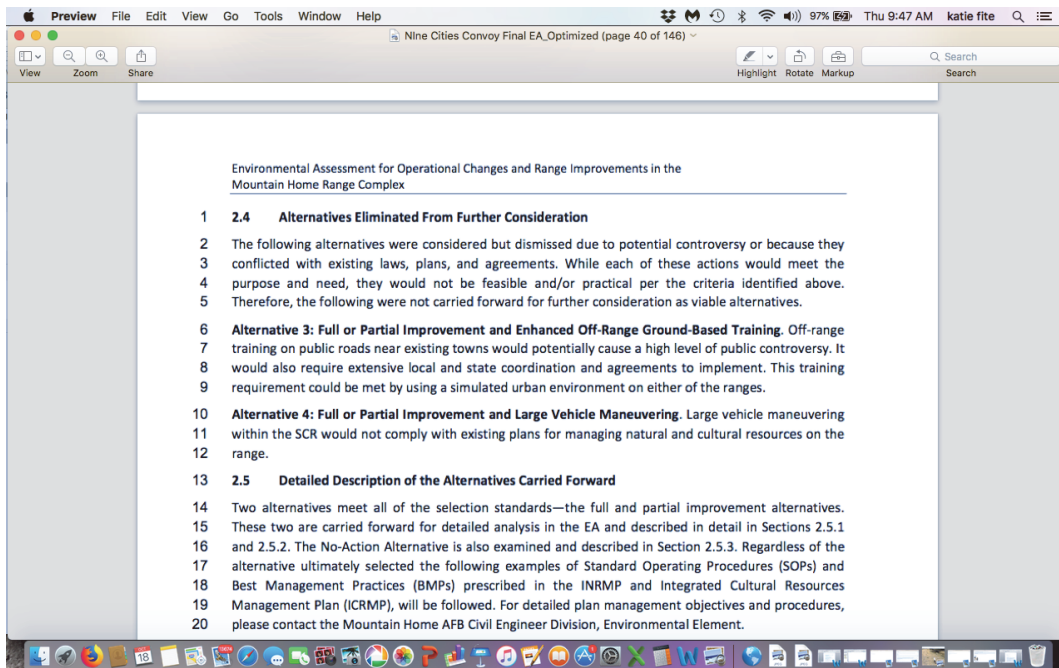 Preview File Edit View Go Tools Window Help 97% Thu 9:47 AM katie fite
NIne Cities Convoy Final EA_Optimized (page 40 of 146)
View Zoom Share Highlight Rotate Markup Search
Search
Environmental Assessment for Operational Changes and Range Improvements in the
Mountain Home Range Complex
1 2.4 Alternatives Eliminated From Further Consideration
2 The following alternatives were considered but dismissed due to potential controversy or because they
3 conflicted with existing laws, plans, and agreements. While each of these actions would meet the
4 purpose and need, they would not be feasible and/or practical per the criteria identified above.
5 Therefore, the following were not carried forward for further consideration as viable alternatives.
6 Alternative 3: Full or Partial Improvement and Enhanced Off-Range Ground-Based Training. Off-range
7 training on public roads near existing towns would potentially cause a high level of public controversy. It
8 would also require extensive local and state coordination and agreements to implement. This training
9 requirement could be met by using a simulated urban environment on either of the ranges.
10 Alternative 4: Full or Partial Improvement and Large Vehicle Maneuvering. Large vehicle maneuvering
11 within the SCR would not comply with existing plans for managing natural and cultural resources on the
12 range.
13 2.5 Detailed Description of the Alternatives Carried Forward
14 Two alternatives meet all of the selection standards—the full and partial improvement alternatives.
15 These two are carried forward for detailed analysis in the EA and described in detail in Sections 2.5.1
16 and 2.5.2. The No-Action Alternative is also examined and described in Section 2.5.3. Regardless of the
17 alternative ultimately selected the following examples of Standard Operating Procedures (SOPs) and
18 Best Management Practices (BMPs) prescribed in the INRMP and Integrated Cultural Resources
19 Management Plan (ICRMP), will be followed. For detailed plan management objectives and procedures,
20 please contact the Mountain Home AFB Civil Engineer Division, Environmental Element.
18